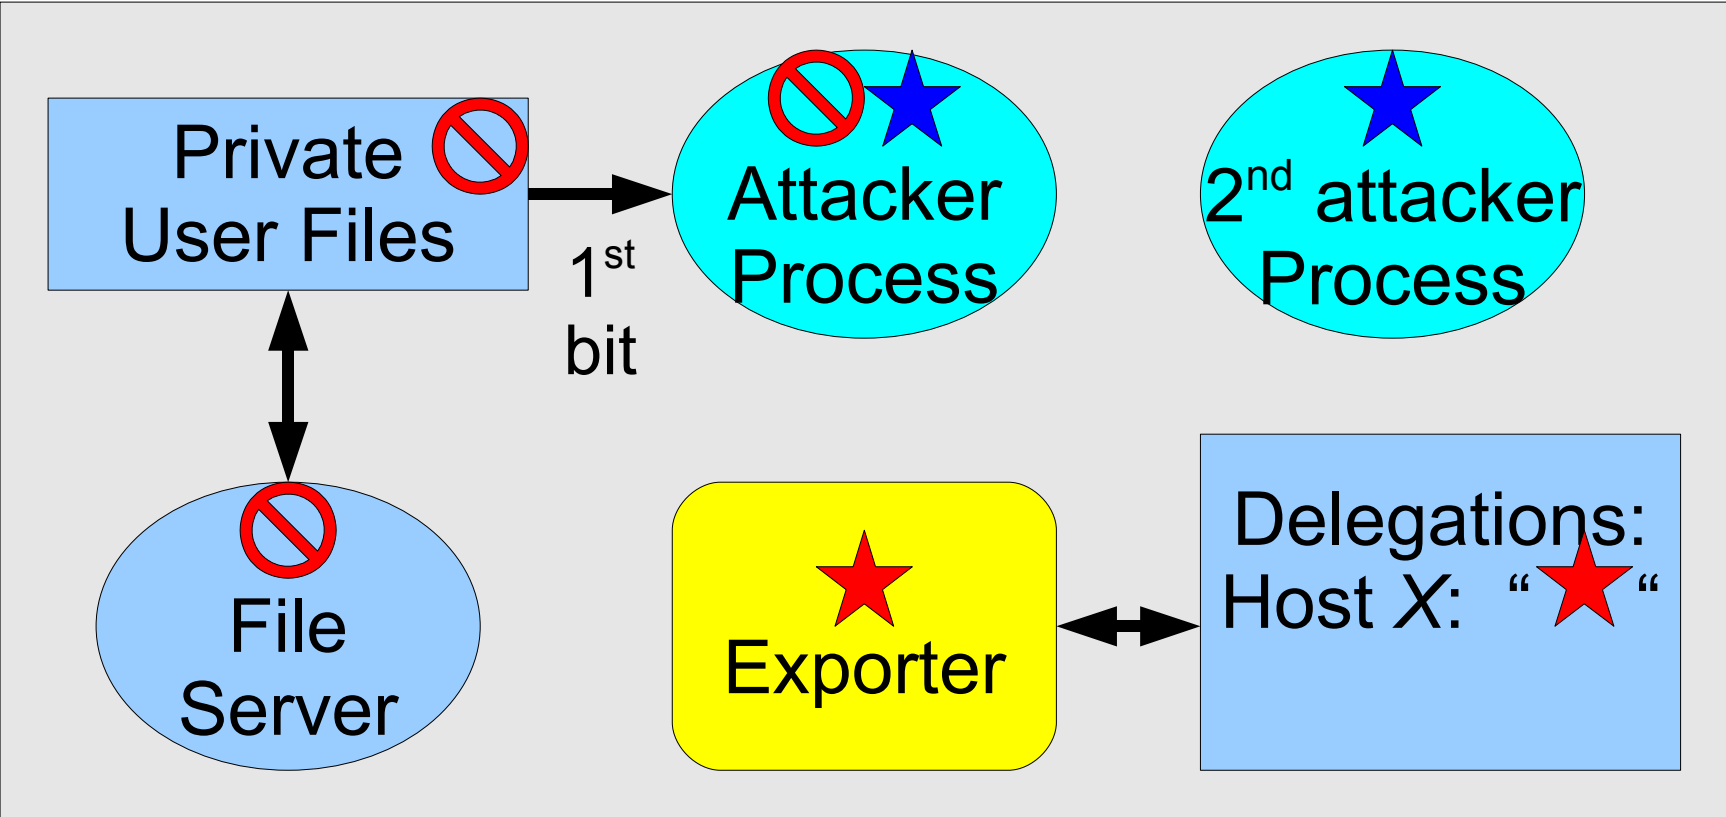 Private
User Files
1st
bit
Attacker
Process
2nd attacker
Process
File
Server
Exporter
Delegations:
Host X: “ “